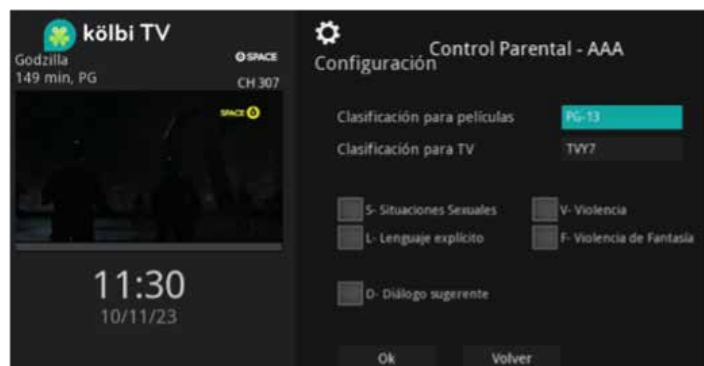 kölbi TV
Godzilla
SPACE
149 min, PG
CH 307
SPACE
11:30
10/11/23
Configuración
Control Parental - AAA
Clasificación para películas
PG-13
Clasificación para TV
TVY7
S- Situaciones Sexuales
V- Violencia
L- Lenguaje explícito
F- Violencia de Fantasía
D- Diálogo sugerente
Ok
Volver